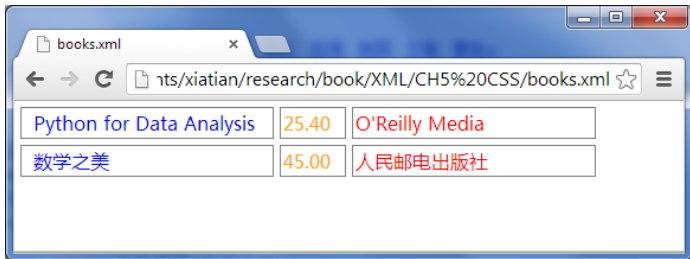 books.xml
nts/xiatian/research/book/XML/CH5%20CSS/books.xml
Python for Data Analysis 25.40 O'Reilly Media
数学之美 45.00 人民邮电出版社